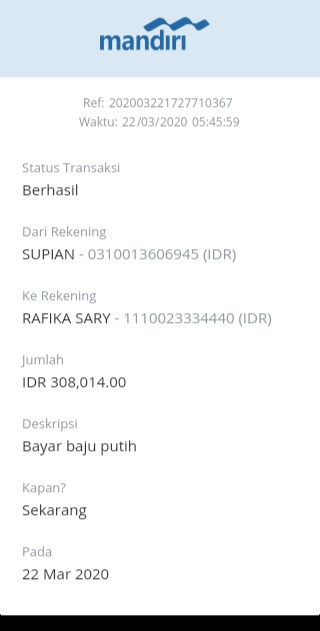 mandiri
Ref: 202003221727710367
Waktu: 22/03/2020 05:45:59
Status Transaksi
Berhasil
Dari Rekening
SUPIAN - 0310013606945 (IDR)
Ke Rekening
RAFIKA SARY - 1110023334440 (IDR)
Jumlah
IDR 308,014.00
Deskripsi
Bayar baju putih
Kapan?
Sekarang
Pada
22 Mar 2020